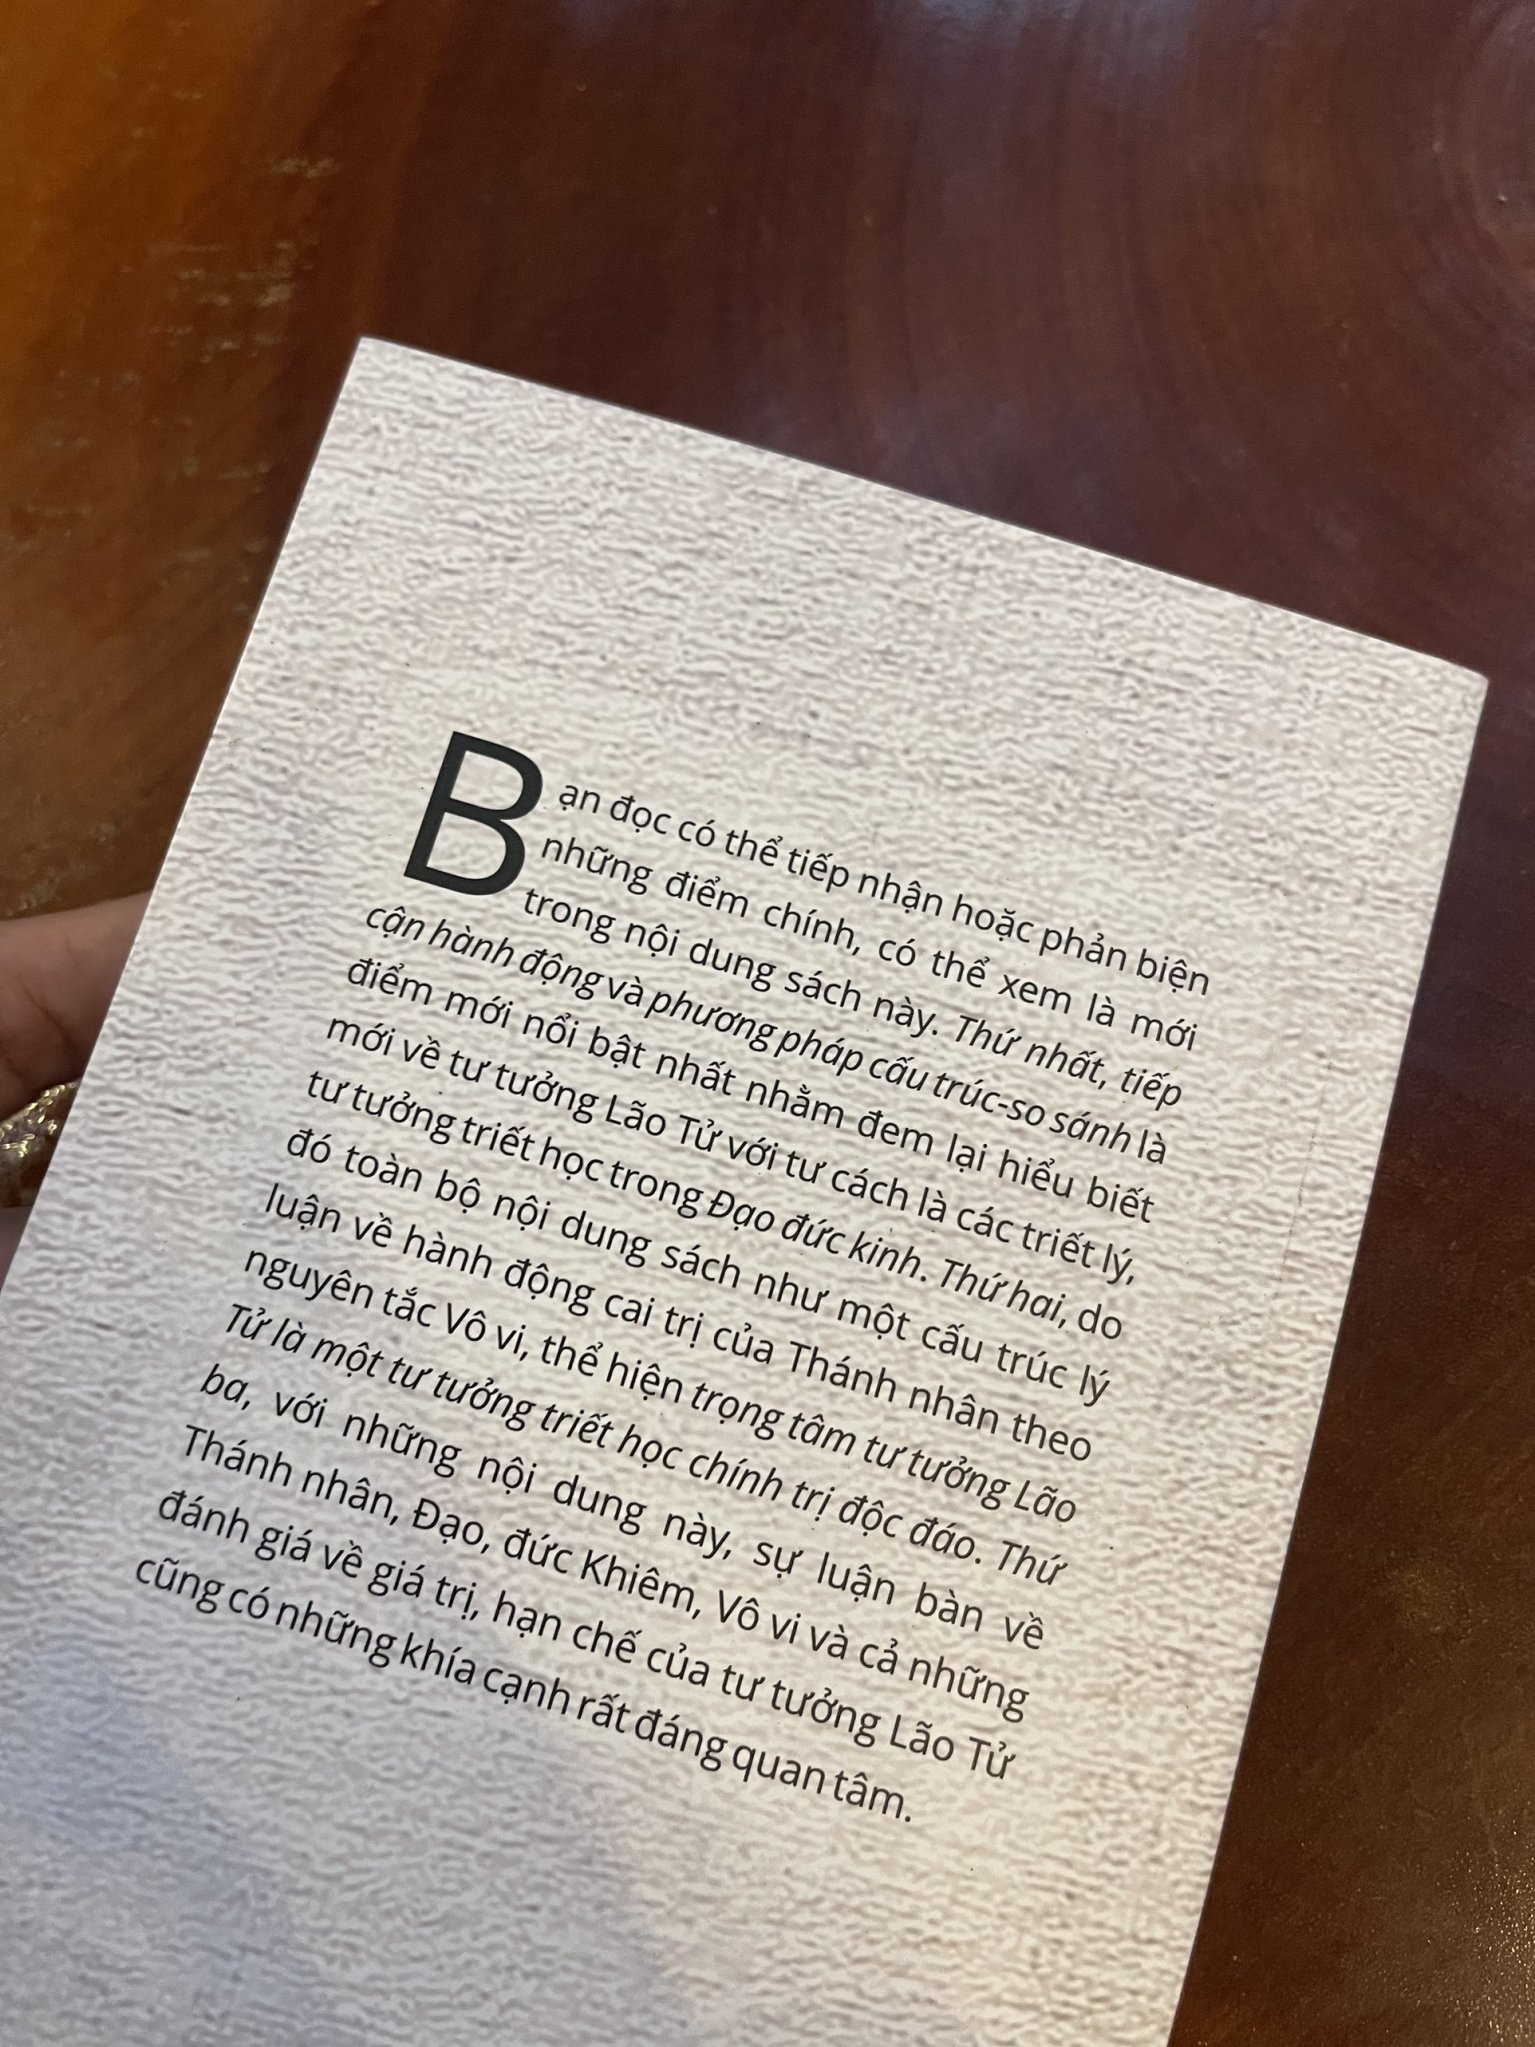 Bạn đọc có thể tiếp nhận hoặc phản biện
những điểm chính, có thể xem là mới
trong nội dung sách này. Thứ nhất, tiếp
cận hành động và phương pháp cấu trúc-so sánh là
điểm mới nổi bật nhất nhằm đem lại hiểu biết
mới về tư tưởng Lão Tử với tư cách là các triết lý,
tư tưởng triết học trong Đạo đức kinh. Thứ hai, do
đó toàn bộ nội dung sách như một cấu trúc lý
luận về hành động cai trị của Thánh nhân theo
nguyên tắc Vô vi, thể hiện trọng tâm tư tưởng Lão
Tử là một tư tưởng triết học chính trị độc đáo. Thứ
ba, với những nội dung này, sự luận bàn về
Thánh nhân, Đạo, đức Khiêm, Vô vi và cả những
đánh giá về giá trị, hạn chế của tư tưởng Lão Tử
cũng có những khía cạnh rất đáng quan tâm.